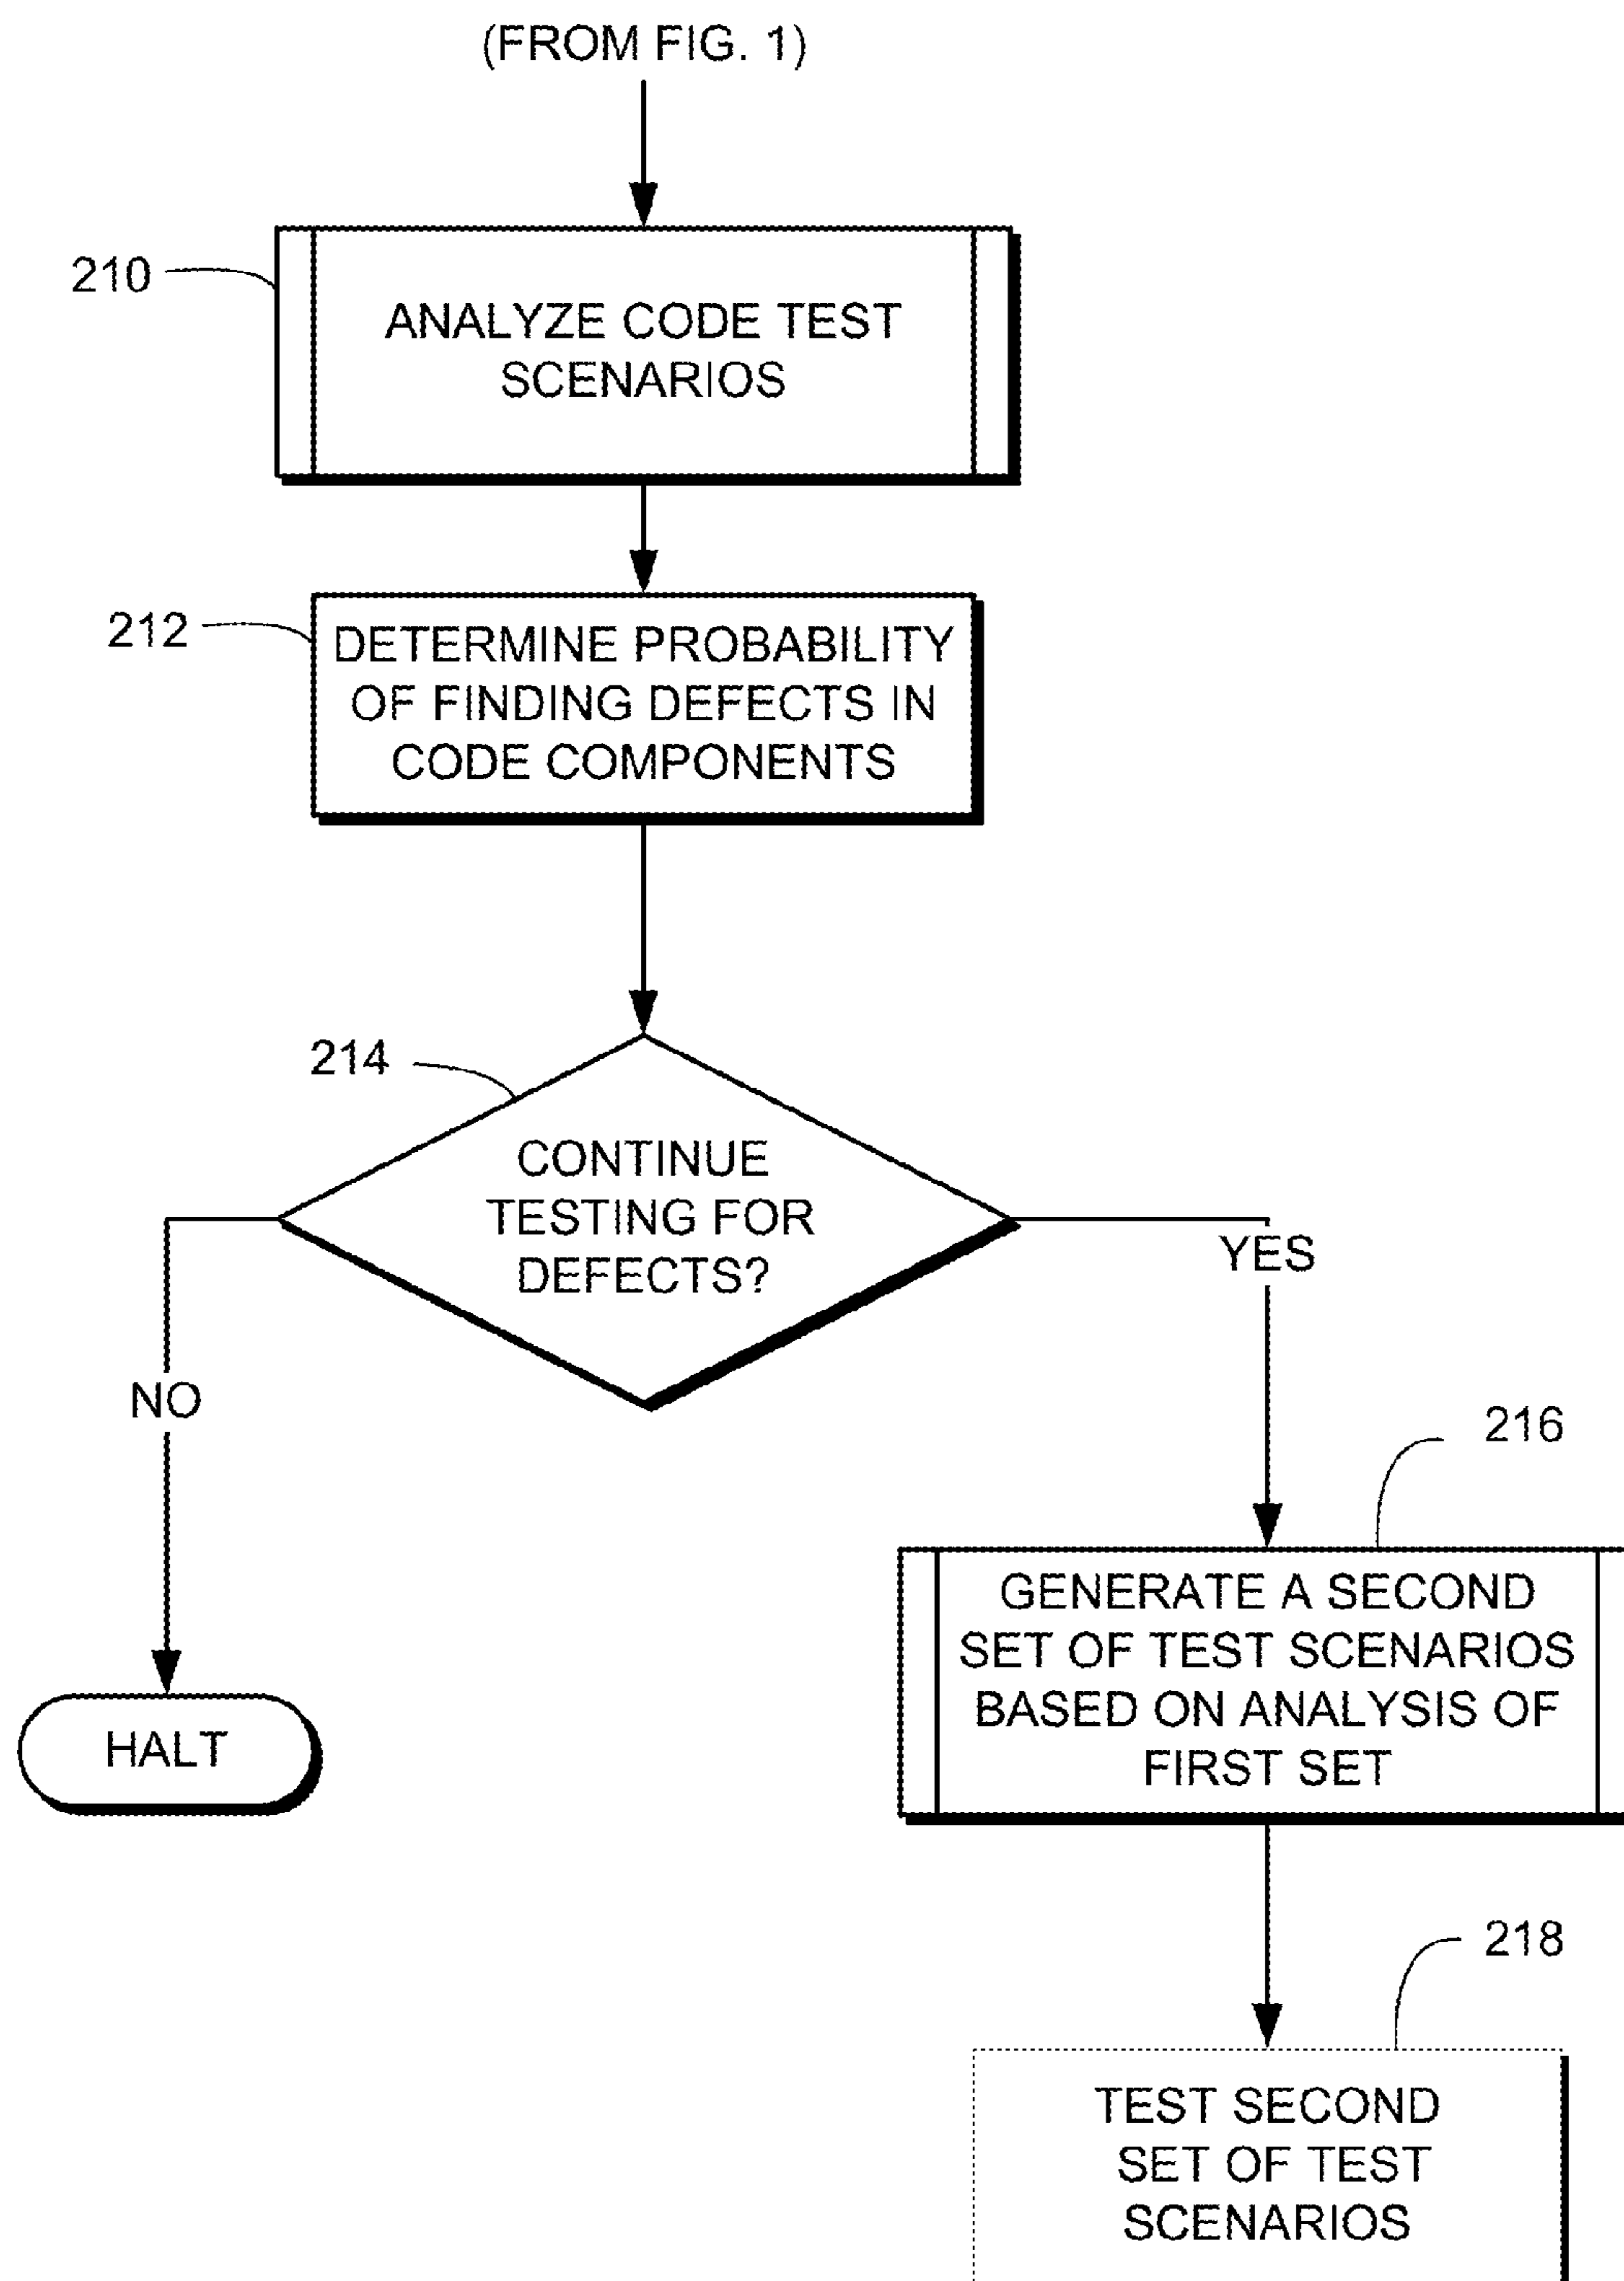 (FROM FIG. 1)
210
ANALYZE CODE TEST
SCENARIOS
212
DETERMINE PROBABILITY
OF FINDING DEFECTS IN
CODE COMPONENTS
214
CONTINUE
TESTING FOR
DEFECTS?
YES
NO
216
GENERATE A SECOND
SET OF TEST SCENARIOS
BASED ON ANALYSIS OF
FIRST SET
HALT
218
TEST SECOND
SET OF TEST
SCENARIOS